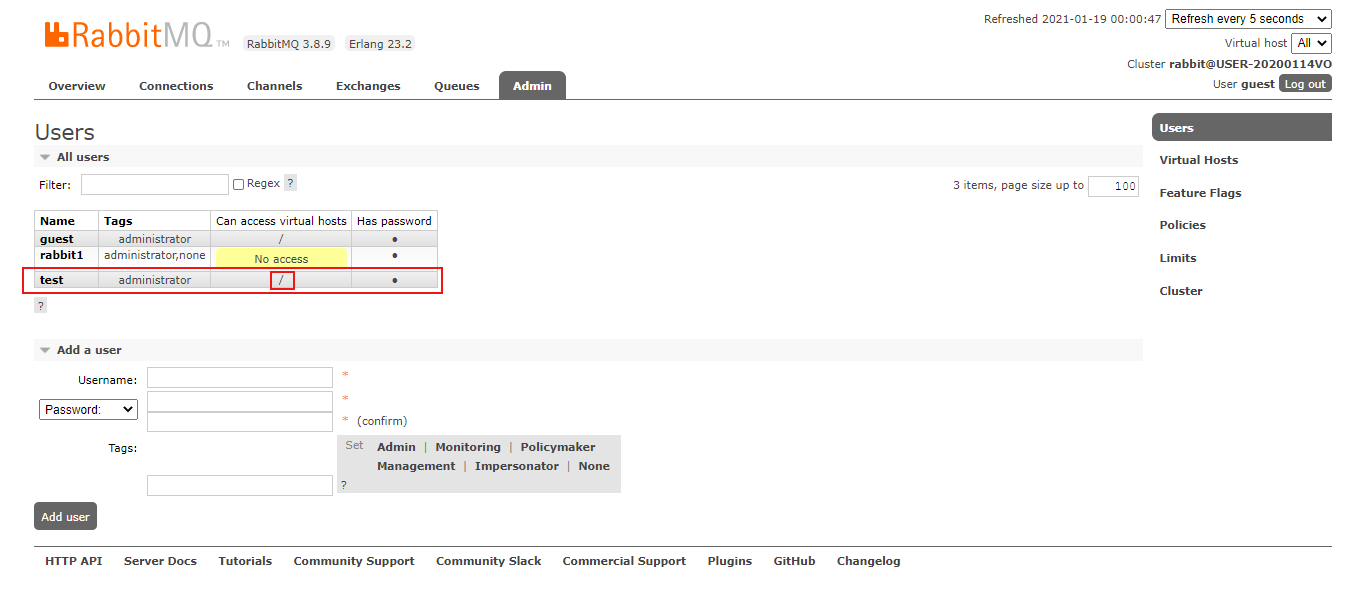 Refreshed 2021-01-19 00:00:47 Refresh every 5 seconds
RabbitMQ TM RabbitMQ 3.8.9 Erlang 23.2
Virtual host All
Cluster rabbit@USER-20200114VO
User guest Log out
Overview Connections Channels Exchanges Queues Admin
Users
All users
Filter: Regex ? 3 items, page size up to 100
Name Tags Can access virtual hosts Has password
guest administrator / ●
rabbit1 administrator,none No access ●
test administrator / ●
?
Add a user
Username: *
Password: *
* (confirm)
Tags: Set Admin | Monitoring | Policymaker
Management | Impersonator | None
?
Add user
Users
Virtual Hosts
Feature Flags
Policies
Limits
Cluster
HTTP API Server Docs Tutorials Community Support Community Slack Commercial Support Plugins GitHub Changelog